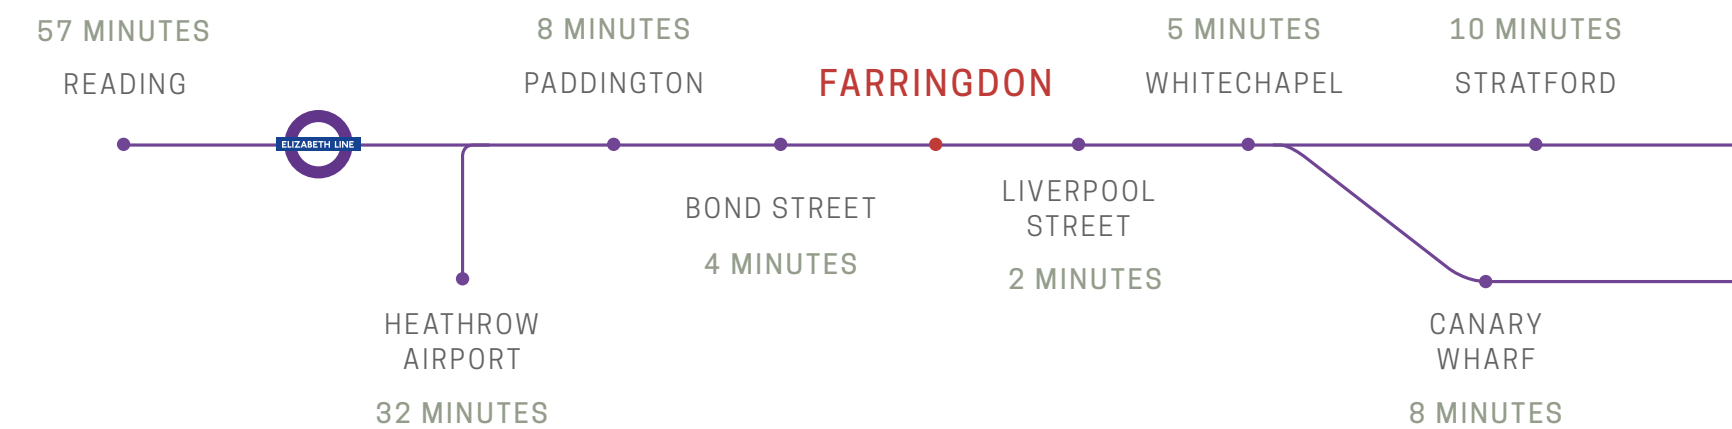 57 MINUTES
READING
8 MINUTES
PADDINGTON
FARRINGDON
5 MINUTES
WHITECHAPEL
10 MINUTES
STRATFORD
ELIZABETH LINE
BOND STREET
4 MINUTES
LIVERPOOL
STREET
2 MINUTES
HEATHROW
AIRPORT
32 MINUTES
CANARY
WHARF
8 MINUTES